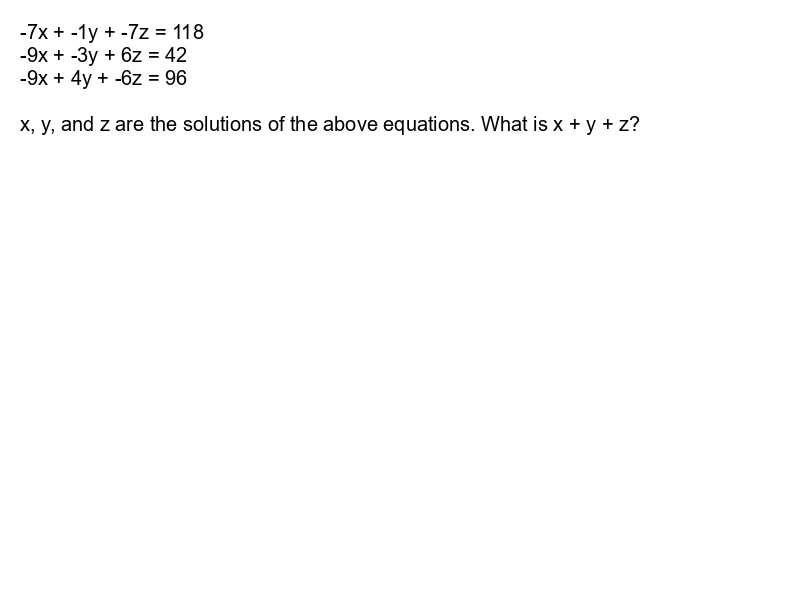 -7x + -1y + -7z = 118
-9x + -3y + 6z = 42
-9x + 4y + -6z = 96
x, y, and z are the solutions of the above equations. What is x + y + z?